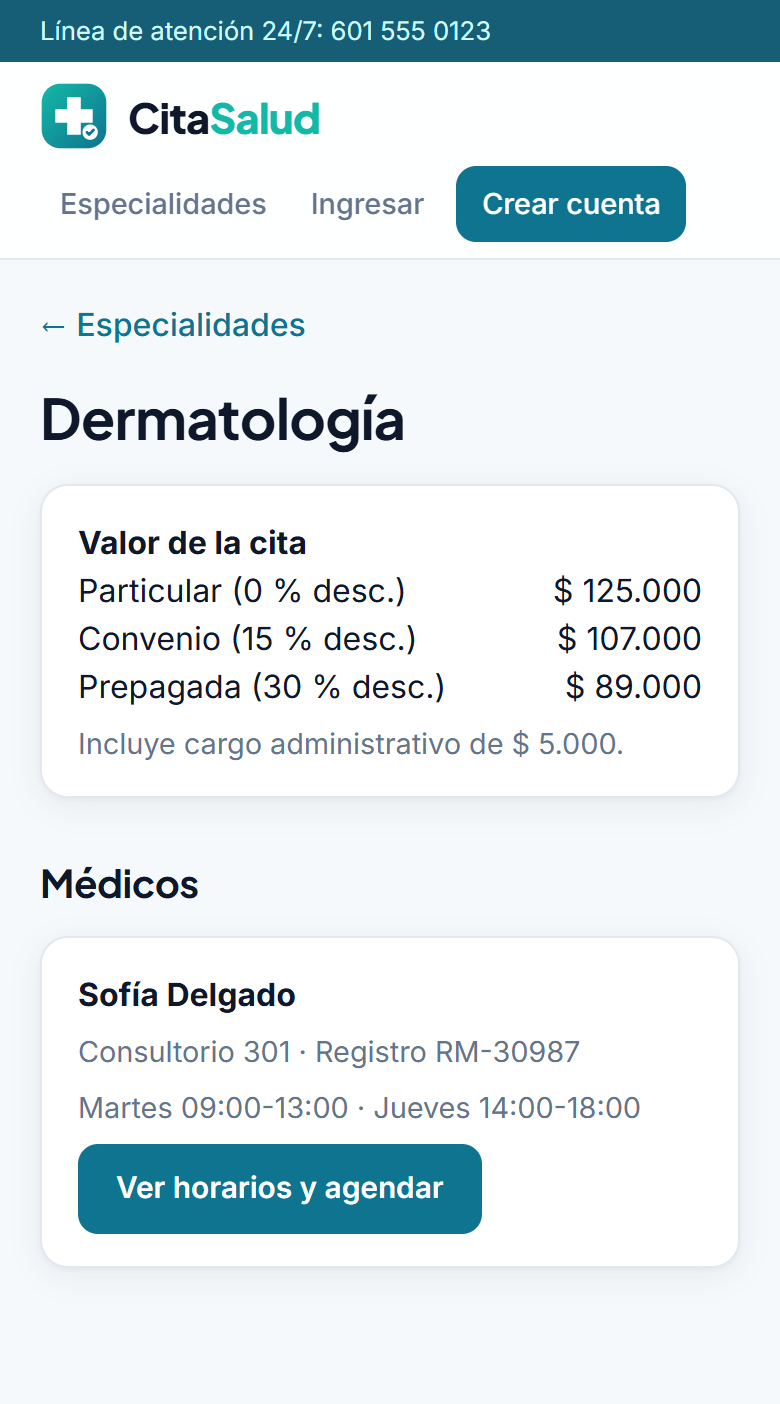 Línea de atención 24/7: 601 555 0123
CitaSalud
Especialidades Ingresar Crear cuenta
← Especialidades
Dermatología
Valor de la cita
Particular (0 % desc.) $ 125.000
Convenio (15 % desc.) $ 107.000
Prepagada (30 % desc.) $ 89.000
Incluye cargo administrativo de $ 5.000.
Médicos
Sofía Delgado
Consultorio 301 · Registro RM-30987
Martes 09:00-13:00 · Jueves 14:00-18:00
Ver horarios y agendar